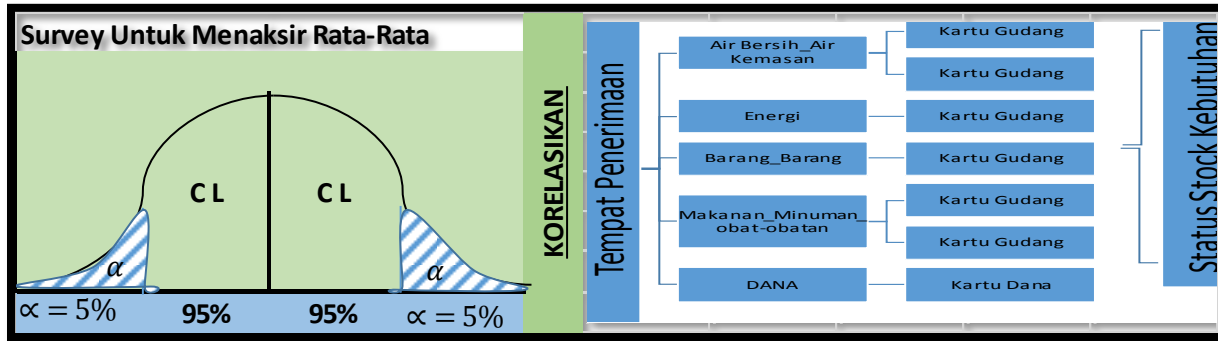 Survey Untuk Menaksir Rata-Rata
C L
C L
α
α
∝ = 5%
95%
95%
∝ = 5%
KORELASIKAN
Tempat Penerimaan
Air Bersih_Air
Kemasan
Kartu Gudang
Kartu Gudang
Energi
Kartu Gudang
Barang_Barang
Kartu Gudang
Makanan_Minuman_
obat-obatan
Kartu Gudang
Kartu Gudang
DANA
Kartu Dana
Status Stock Kebutuhan